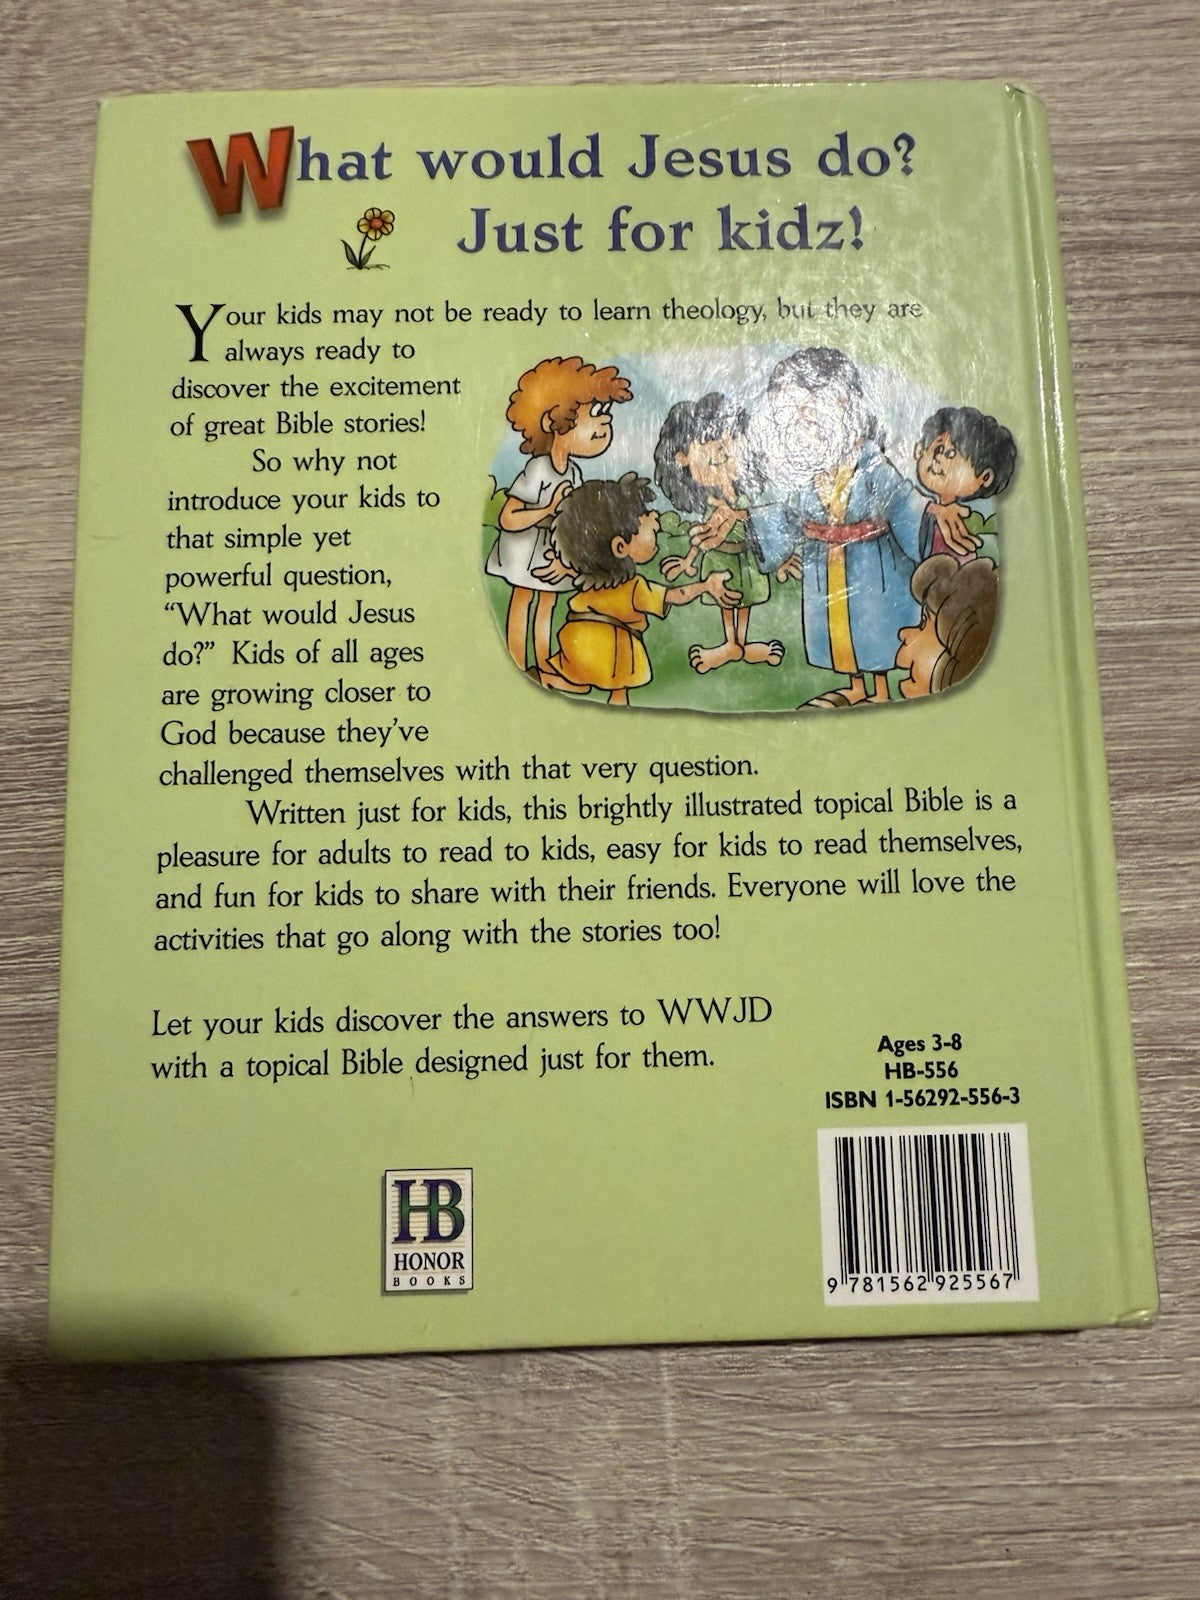 What would Jesus do?
Just for kidz!
Your kids may not be ready to learn theology, but they are
always ready to
discover the excitement
of great Bible stories!
So why not
introduce your kids to
that simple yet
powerful question,
“What would Jesus
do?” Kids of all ages
are growing closer to
God because they’ve
challenged themselves with that very question.
Written just for kids, this brightly illustrated topical Bible is a
pleasure for adults to read to kids, easy for kids to read themselves,
and fun for kids to share with their friends. Everyone will love the
activities that go along with the stories too!
Let your kids discover the answers to WWJD
with a topical Bible designed just for them.
Ages 3-8
HB-556
ISBN 1-56292-556-3
9 781562 925567
HB
HONOR
BOOKS